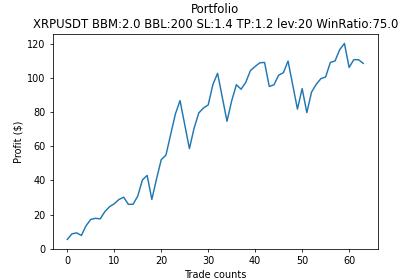 Portfolio
XRPUSDT BBM:2.0 BBL:200 SL:1.4 TP:1.2 lev:20 WinRatio:75.0
120
100
80
60
40
20
0
Profit ($)
0 10 20 30 40 50 60
Trade counts